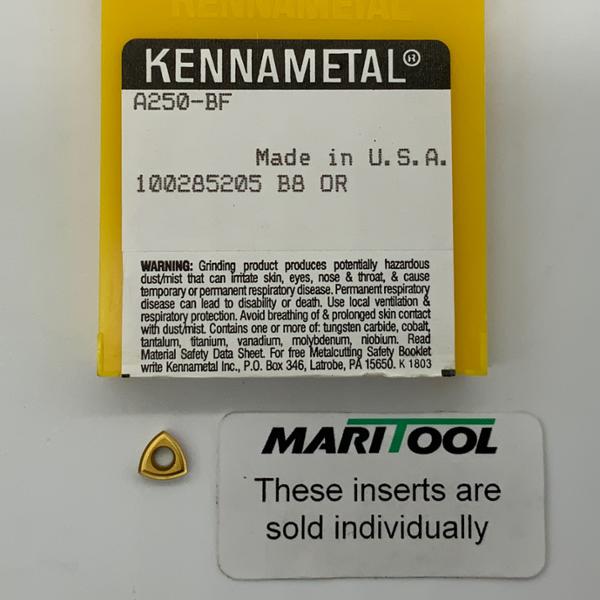 KENNAMETAL
KENNAMETAL®
A250-BF
Made in U.S.A.
100285205 B8 OR
WARNING: Grinding product produces potentially hazardous
dust/mist that can irritate skin, eyes, nose & throat, & cause
temporary or permanent respiratory disease. Permanent respiratory
disease can lead to disability or death. Use local ventilation &
respiratory protection. Avoid breathing of & prolonged skin contact
with dust/mist. Contains one or more of: tungsten carbide, cobalt,
tantalum, titanium, vanadium, molybdenum, niobium. Read
Material Safety Data Sheet. For free Metalcutting Safety Booklet
write Kennametal Inc., P.O. Box 346, Latrobe, PA 15650. K 1803
MARITOOL
These inserts are
sold individually